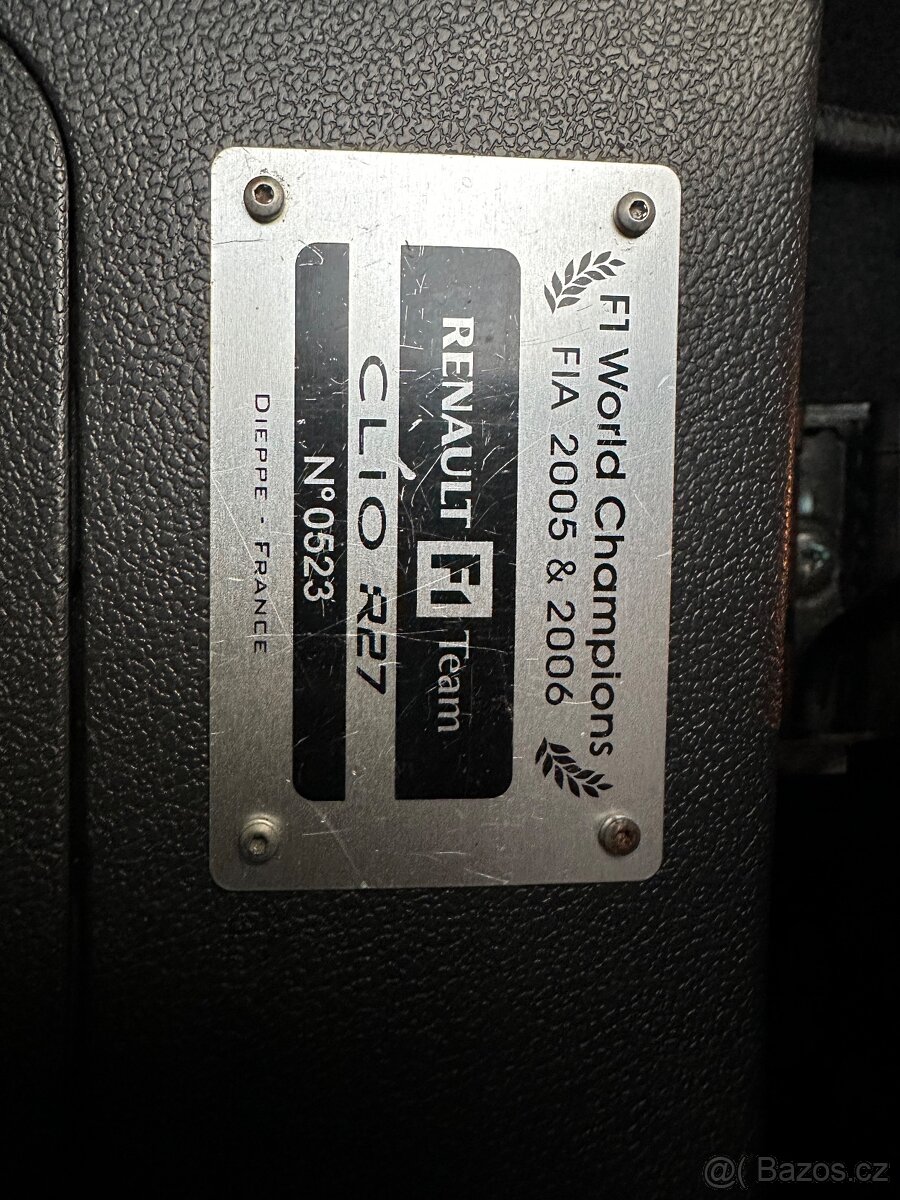 F1 World Champions
FIA 2005 & 2006
RENAULT F1 Team
CLIO R27
N°0523
DIEPPE - FRANCE
@( Bazos.cz